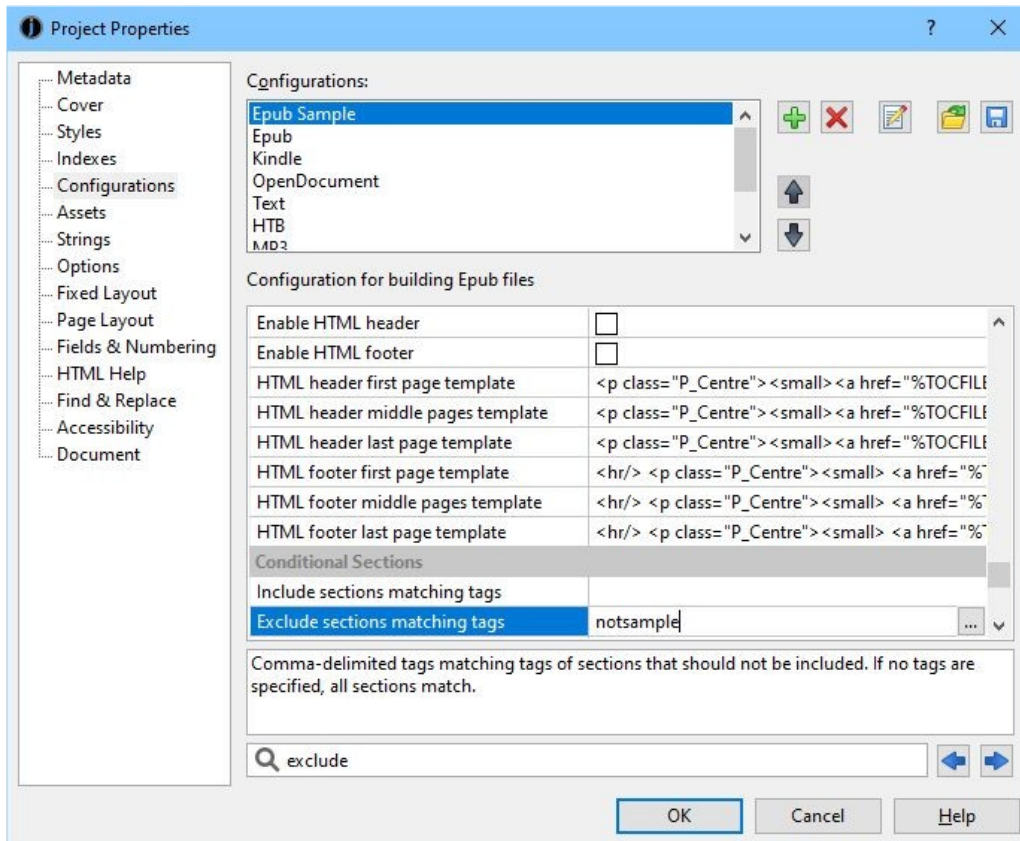 Project Properties
?
Metadata
Cover
Styles
Indexes
Configurations
Assets
Strings
Options
Fixed Layout
Page Layout
Fields & Numbering
HTML Help
Find & Replace
Accessibility
Document
Configurations:
Epub Sample
Epub
Kindle
OpenDocument
Text
HTB
MP3
Configuration for building Epub files
Enable HTML header
Enable HTML footer
HTML header first page template <p class="P_Centre"><small><a href="%TOCFILE
HTML header middle pages template <p class="P_Centre"><small><a href="%TOCFILE
HTML header last page template <p class="P_Centre"><small><a href="%TOCFILE
HTML footer first page template <hr/> <p class="P_Centre"><small> <a href="%T
HTML footer middle pages template <hr/> <p class="P_Centre"><small> <a href="%T
HTML footer last page template <hr/> <p class="P_Centre"><small> <a href="%T
Conditional Sections
Include sections matching tags
Exclude sections matching tags notsample ...
Comma-delimited tags matching tags of sections that should not be included. If no tags are
specified, all sections match.
exclude
OK Cancel Help